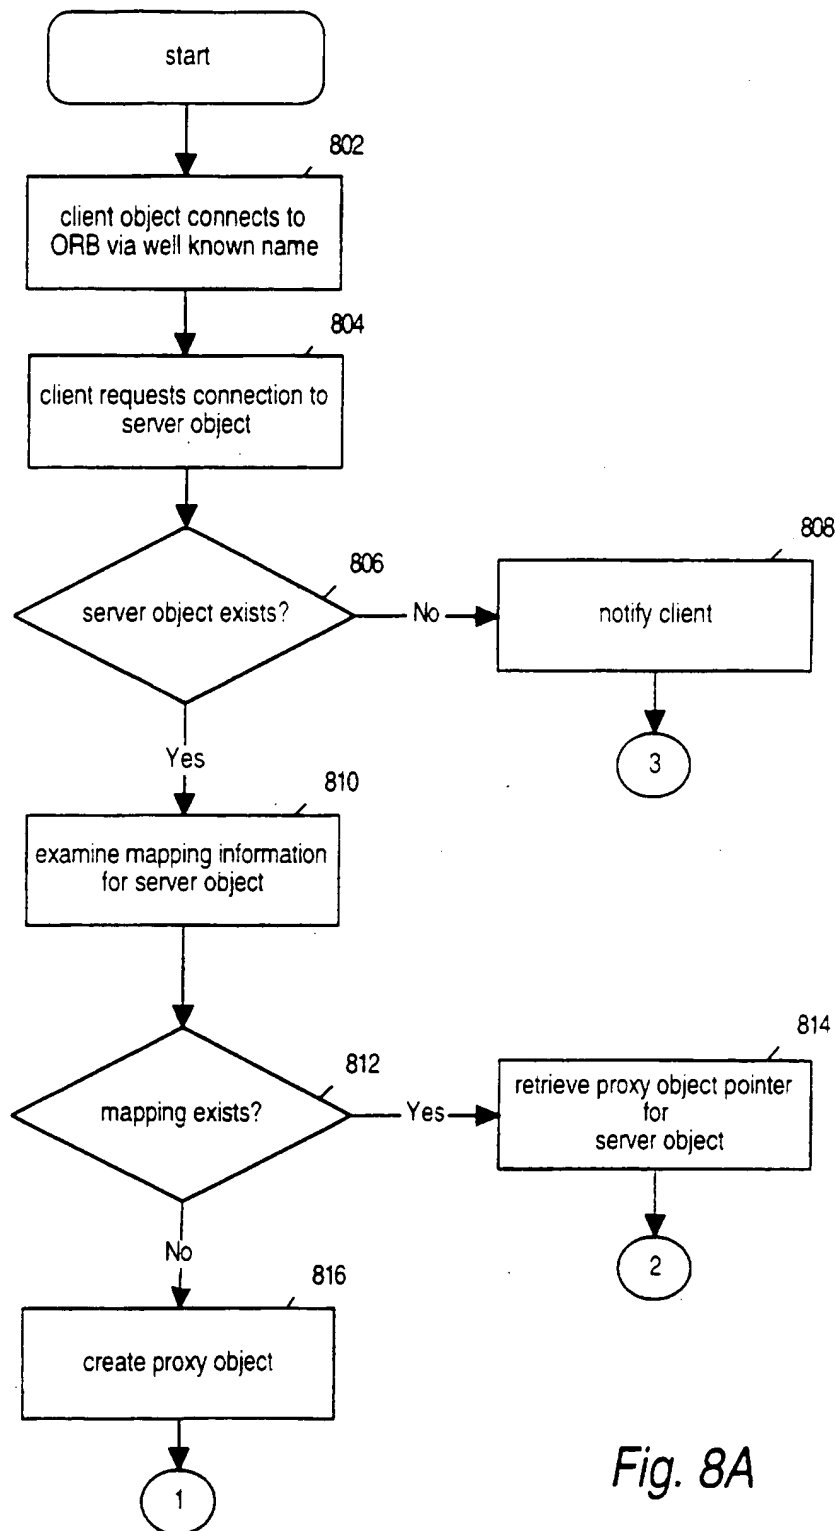 start
802
client object connects to
ORB via well known name
804
client requests connection to
server object
806
server object exists?
No
808
notify client
3
Yes
810
examine mapping information
for server object
812
mapping exists?
Yes
814
retrieve proxy object pointer
for
server object
2
No
816
create proxy object
1
Fig. 8A